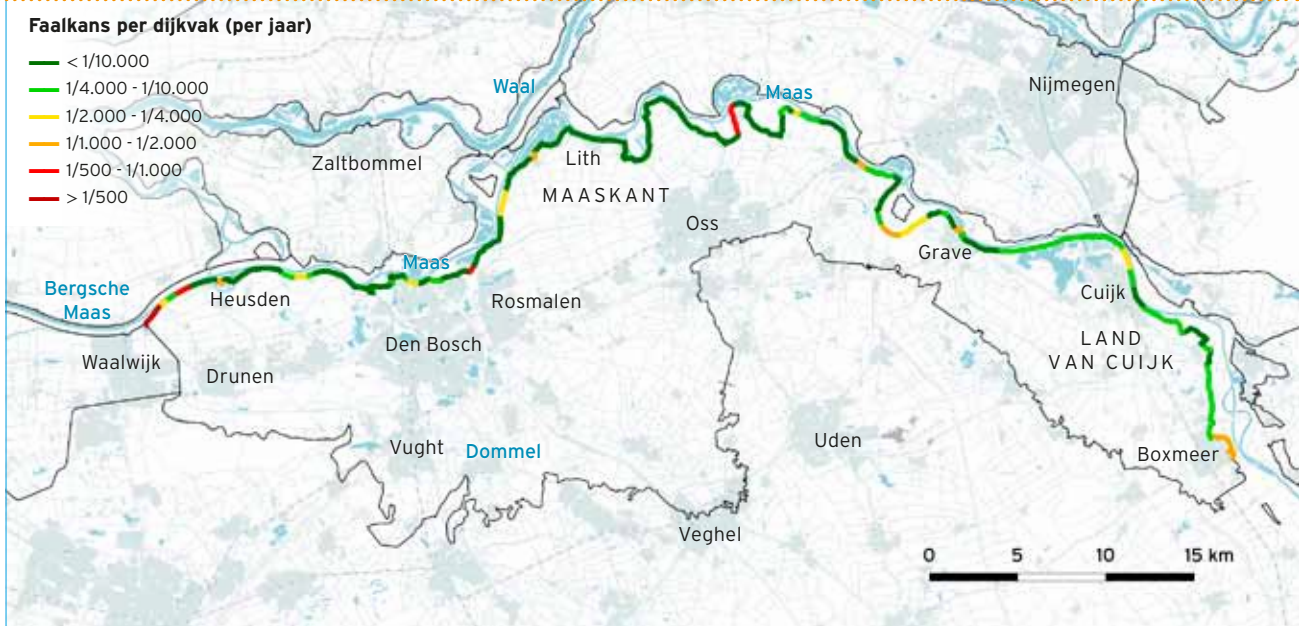 Faalkans per dijkvak (per jaar)
< 1/10.000
1/4.000 - 1/10.000
1/2.000 - 1/4.000
1/1.000 - 1/2.000
1/500 - 1/1.000
> 1/500
Waal
Maas
Nijmegen
Zaltbommel
Lith
MAASKANT
Oss
Grave
Maas
Bergsche
Maas
Heusden
Rosmalen
Cuijk
Den Bosch
LAND
VAN CUIJK
Waalwijk
Drunen
Vught
Dommel
Uden
Boxmeer
Veghel
0 5 10 15 km